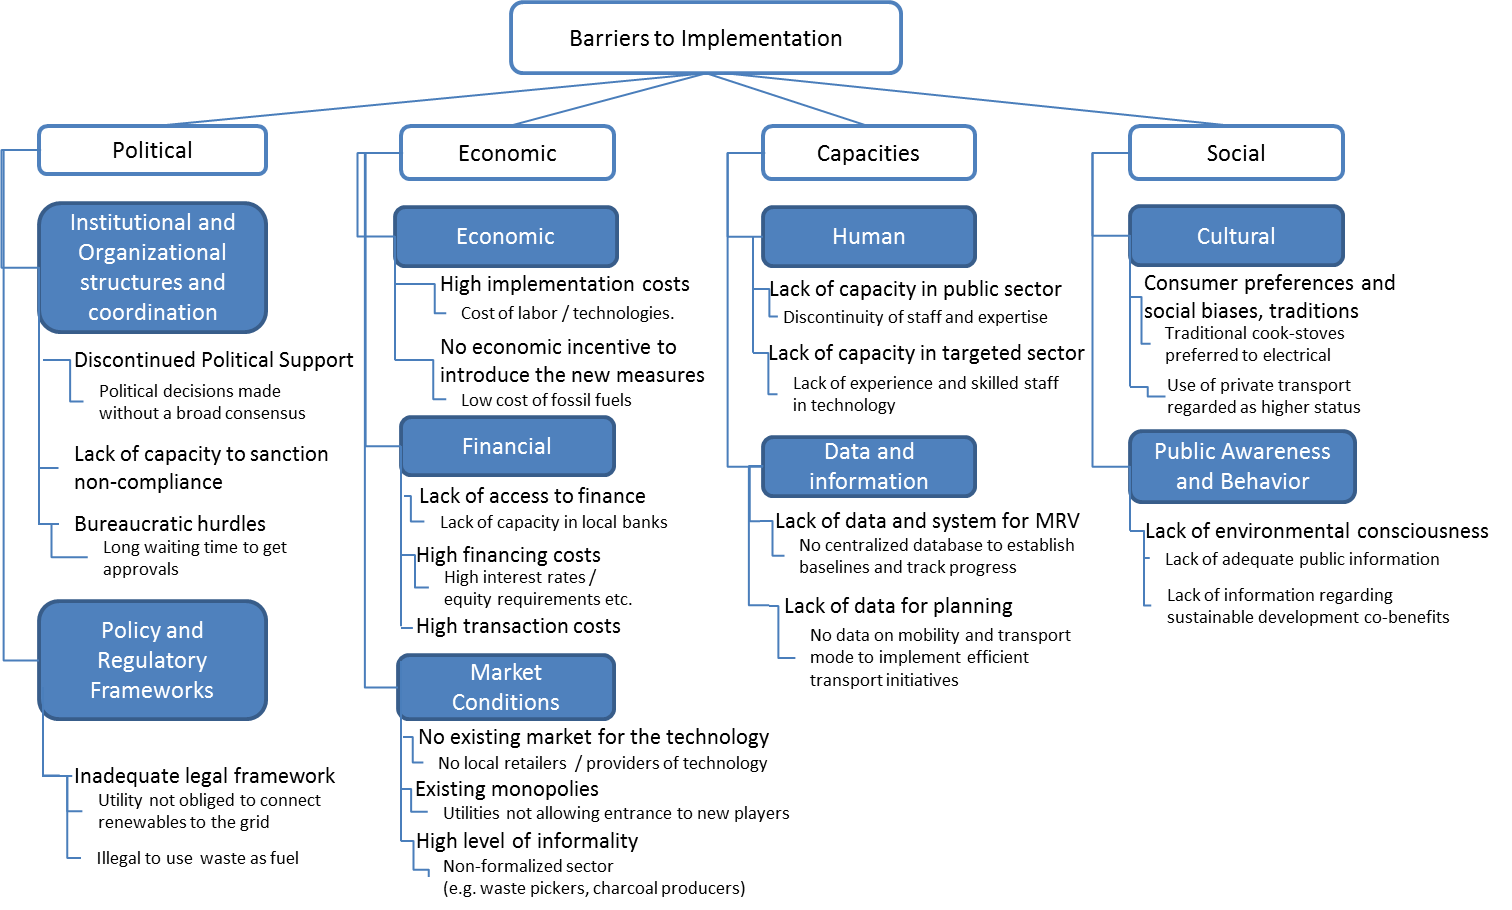 Barriers to Implementation
Political
Institutional and
Organizational
structures and
coordination
Discontinued Political Support
Political decisions made
without a broad consensus
Lack of capacity to sanction
non-compliance
Bureaucratic hurdles
Long waiting time to get
approvals
Policy and
Regulatory
Frameworks
Inadequate legal framework
Utility not obliged to connect
renewables to the grid
Illegal to use waste as fuel
Economic
Economic
High implementation costs
Cost of labor / technologies.
No economic incentive to
introduce the new measures
Low cost of fossil fuels
Financial
Lack of access to finance
Lack of capacity in local banks
High financing costs
High interest rates /
equity requirements etc.
High transaction costs
Market
Conditions
No existing market for the technology
No local retailers / providers of technology
Existing monopolies
Utilities not allowing entrance to new players
High level of informality
Non-formalized sector
(e.g. waste pickers, charcoal producers)
Capacities
Human
Lack of capacity in public sector
Discontinuity of staff and expertise
Lack of capacity in targeted sector
Lack of experience and skilled staff
in technology
Data and
information
Lack of data and system for MRV
No centralized database to establish
baselines and track progress
Lack of data for planning
No data on mobility and transport
mode to implement efficient
transport initiatives
Social
Cultural
Consumer preferences and
social biases, traditions
Traditional cook-stoves
preferred to electrical
Use of private transport
regarded as higher status
Public Awareness
and Behavior
Lack of environmental consciousness
Lack of adequate public information
Lack of information regarding
sustainable development co-benefits